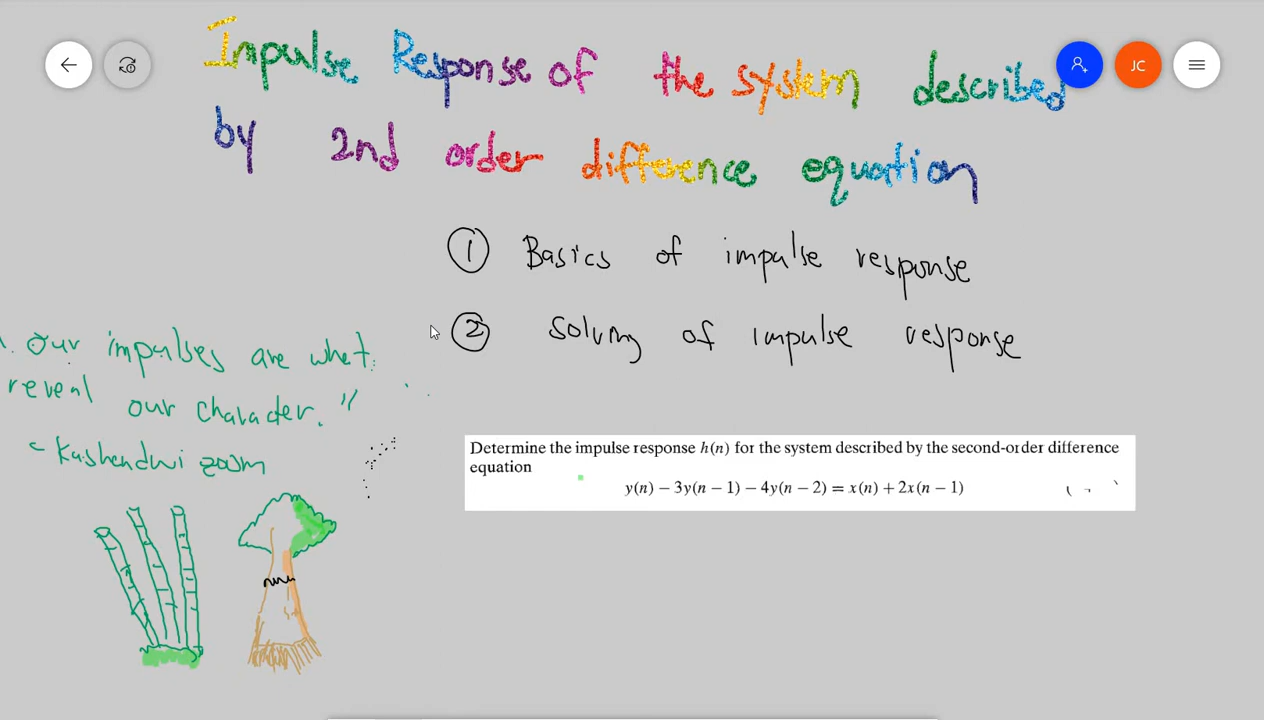 Impulse Response of the system described
by 2nd order difference equation
JC
① Basics of impulse response
② solving of impulse response
Our impulses are what
reveal our character."
Determine the impulse response h(n) for the system described by the second-order difference
equation
y(n) − 3y(n − 1) − 4y(n − 2) = x(n) + 2x(n − 1)